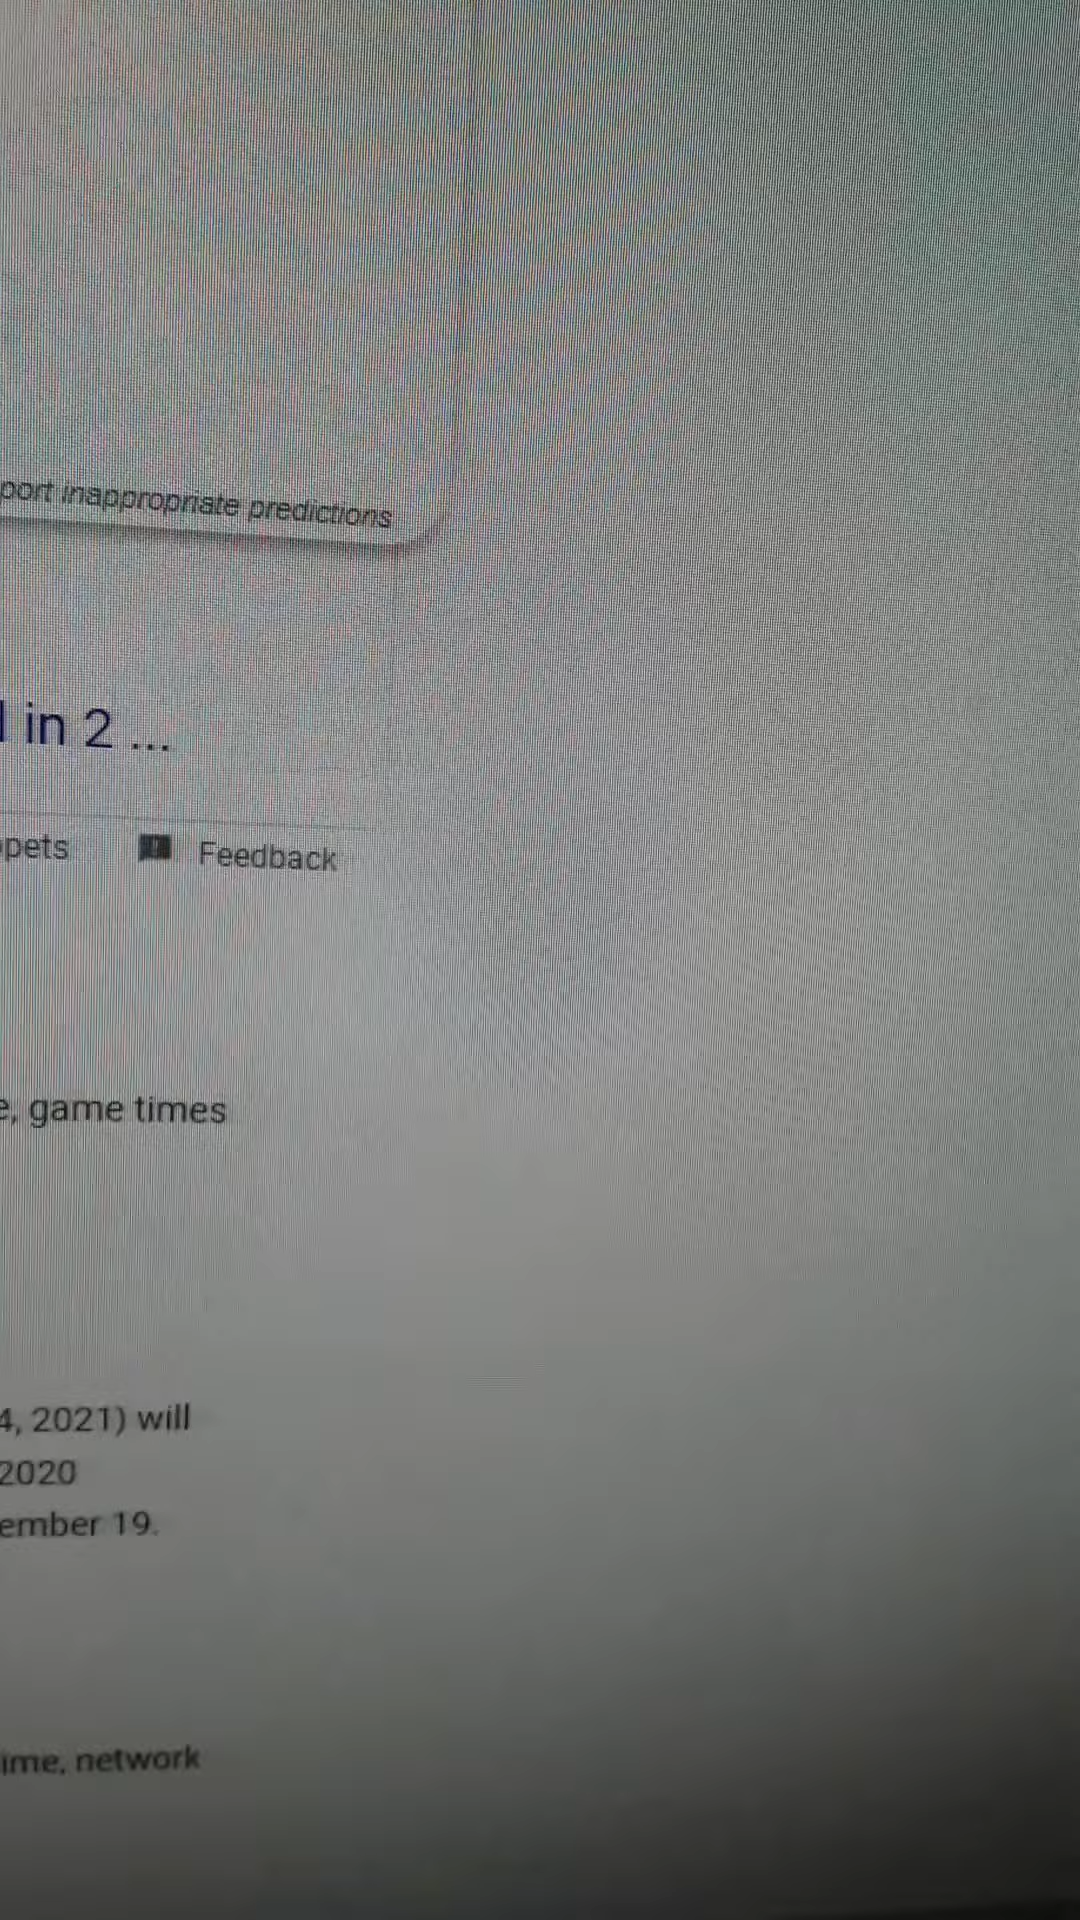 port inappropriate predictions
in 2 ...
pets
Feedback
, game times
4, 2021) will
2020
ember 19.
ime, network